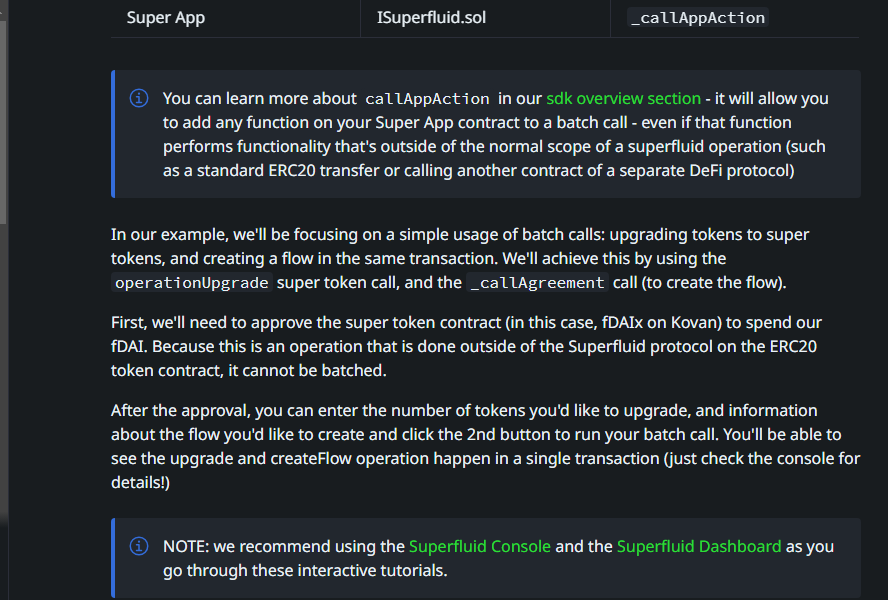 Super App ISuperfluid.sol _callAppAction
You can learn more about callAppAction in our sdk overview section - it will allow you
to add any function on your Super App contract to a batch call - even if that function
performs functionality that's outside of the normal scope of a superfluid operation (such
as a standard ERC20 transfer or calling another contract of a separate DeFi protocol)
In our example, we'll be focusing on a simple usage of batch calls: upgrading tokens to super
tokens, and creating a flow in the same transaction. We'll achieve this by using the
operationUpgrade super token call, and the _callAgreement call (to create the flow).
First, we'll need to approve the super token contract (in this case, fDAIx on Kovan) to spend our
fDAI. Because this is an operation that is done outside of the Superfluid protocol on the ERC20
token contract, it cannot be batched.
After the approval, you can enter the number of tokens you'd like to upgrade, and information
about the flow you'd like to create and click the 2nd button to run your batch call. You'll be able to
see the upgrade and createFlow operation happen in a single transaction (just check the console for
details!)
NOTE: we recommend using the Superfluid Console and the Superfluid Dashboard as you
go through these interactive tutorials.